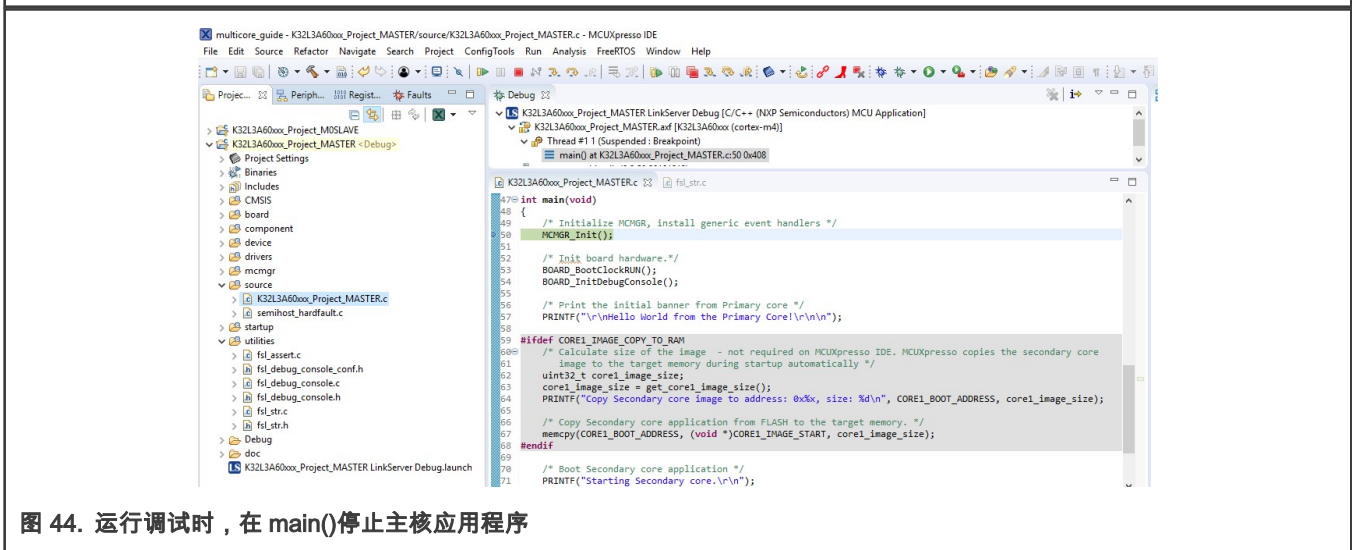 multicore_guide - K32L3A60xxx_Project_MASTER/source/K32L3A60xxx_Project_MASTER.c - MCUXpresso IDE
File Edit Source Refactor Navigate Search Project ConfigTools Run Analysis FreeRTOS Window Help
Projec... Periph... Regist... Faults
K32L3A60xxx_Project_M0SLAVE
K32L3A60xxx_Project_MASTER <Debug>
Project Settings
Binaries
Includes
CMSIS
board
component
device
drivers
mcmgr
source
K32L3A60xxx_Project_MASTER.c
semihost_hardfault.c
startup
utilities
fsl_assert.c
fsl_debug_console_conf.h
fsl_debug_console.c
fsl_debug_console.h
fsl_str.c
fsl_str.h
Debug
doc
K32L3A60xxx_Project_MASTER LinkServer Debug.launch
Debug
K32L3A60xxx_Project_MASTER LinkServer Debug [C/C++ (NXP Semiconductors) MCU Application]
K32L3A60xxx_Project_MASTER.axf [K32L3A60xxx (cortex-m4)]
Thread #1 1 (Suspended : Breakpoint)
main() at K32L3A60xxx_Project_MASTER.c:50 0x408
K32L3A60xxx_Project_MASTER.c fsl_str.c
47 int main(void)
48 {
49 /* Initialize MCMGR, install generic event handlers */
50 MCMGR_Init();
51
52 /* Init board hardware.*/
53 BOARD_BootClockRUN();
54 BOARD_InitDebugConsole();
55
56 /* Print the initial banner from Primary core */
57 PRINTF("\r\nHello World from the Primary Core!\r\n\n");
58
59 #ifdef CORE1_IMAGE_COPY_TO_RAM
60 /* Calculate size of the image - not required on MCUXpresso IDE. MCUXpresso copies the secondary core
61 image to the target memory during startup automatically */
62 uint32_t core1_image_size;
63 core1_image_size = get_core1_image_size();
64 PRINTF("Copy Secondary core image to address: 0x%x, size: %d\n", CORE1_BOOT_ADDRESS, core1_image_size);
65
66 /* Copy Secondary core application from FLASH to the target memory. */
67 memcpy(CORE1_BOOT_ADDRESS, (void *)CORE1_IMAGE_START, core1_image_size);
68 #endif
69
70 /* Boot Secondary core application */
71 PRINTF("Starting Secondary core.\r\n");
图 44. 运行调试时，在 main()停止主核应用程序